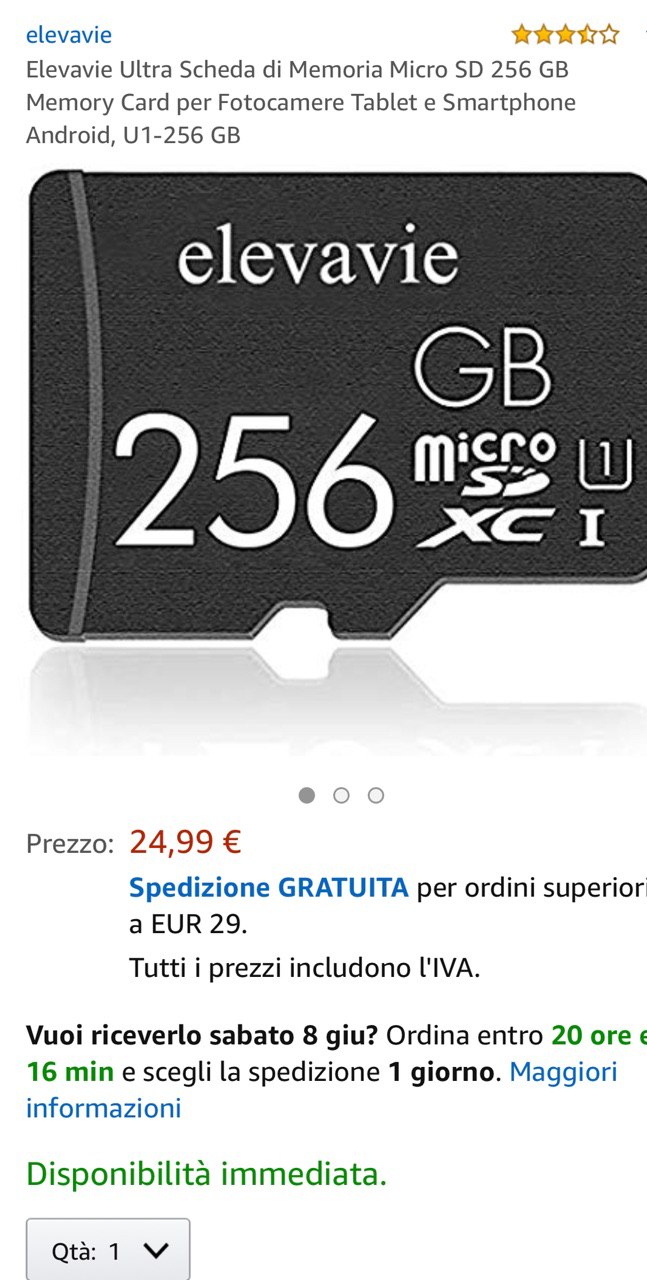 elevavie
Elevavie Ultra Scheda di Memoria Micro SD 256 GB
Memory Card per Fotocamere Tablet e Smartphone
Android, U1-256 GB
elevavie
GB
256
micro
SD
XC I
1
Prezzo: 24,99 €
Spedizione GRATUITA per ordini superiori
a EUR 29.
Tutti i prezzi includono l'IVA.
Vuoi riceverlo sabato 8 giu? Ordina entro 20 ore e
16 min e scegli la spedizione 1 giorno. Maggiori
informazioni
Disponibilità immediata.
Qtà: 1